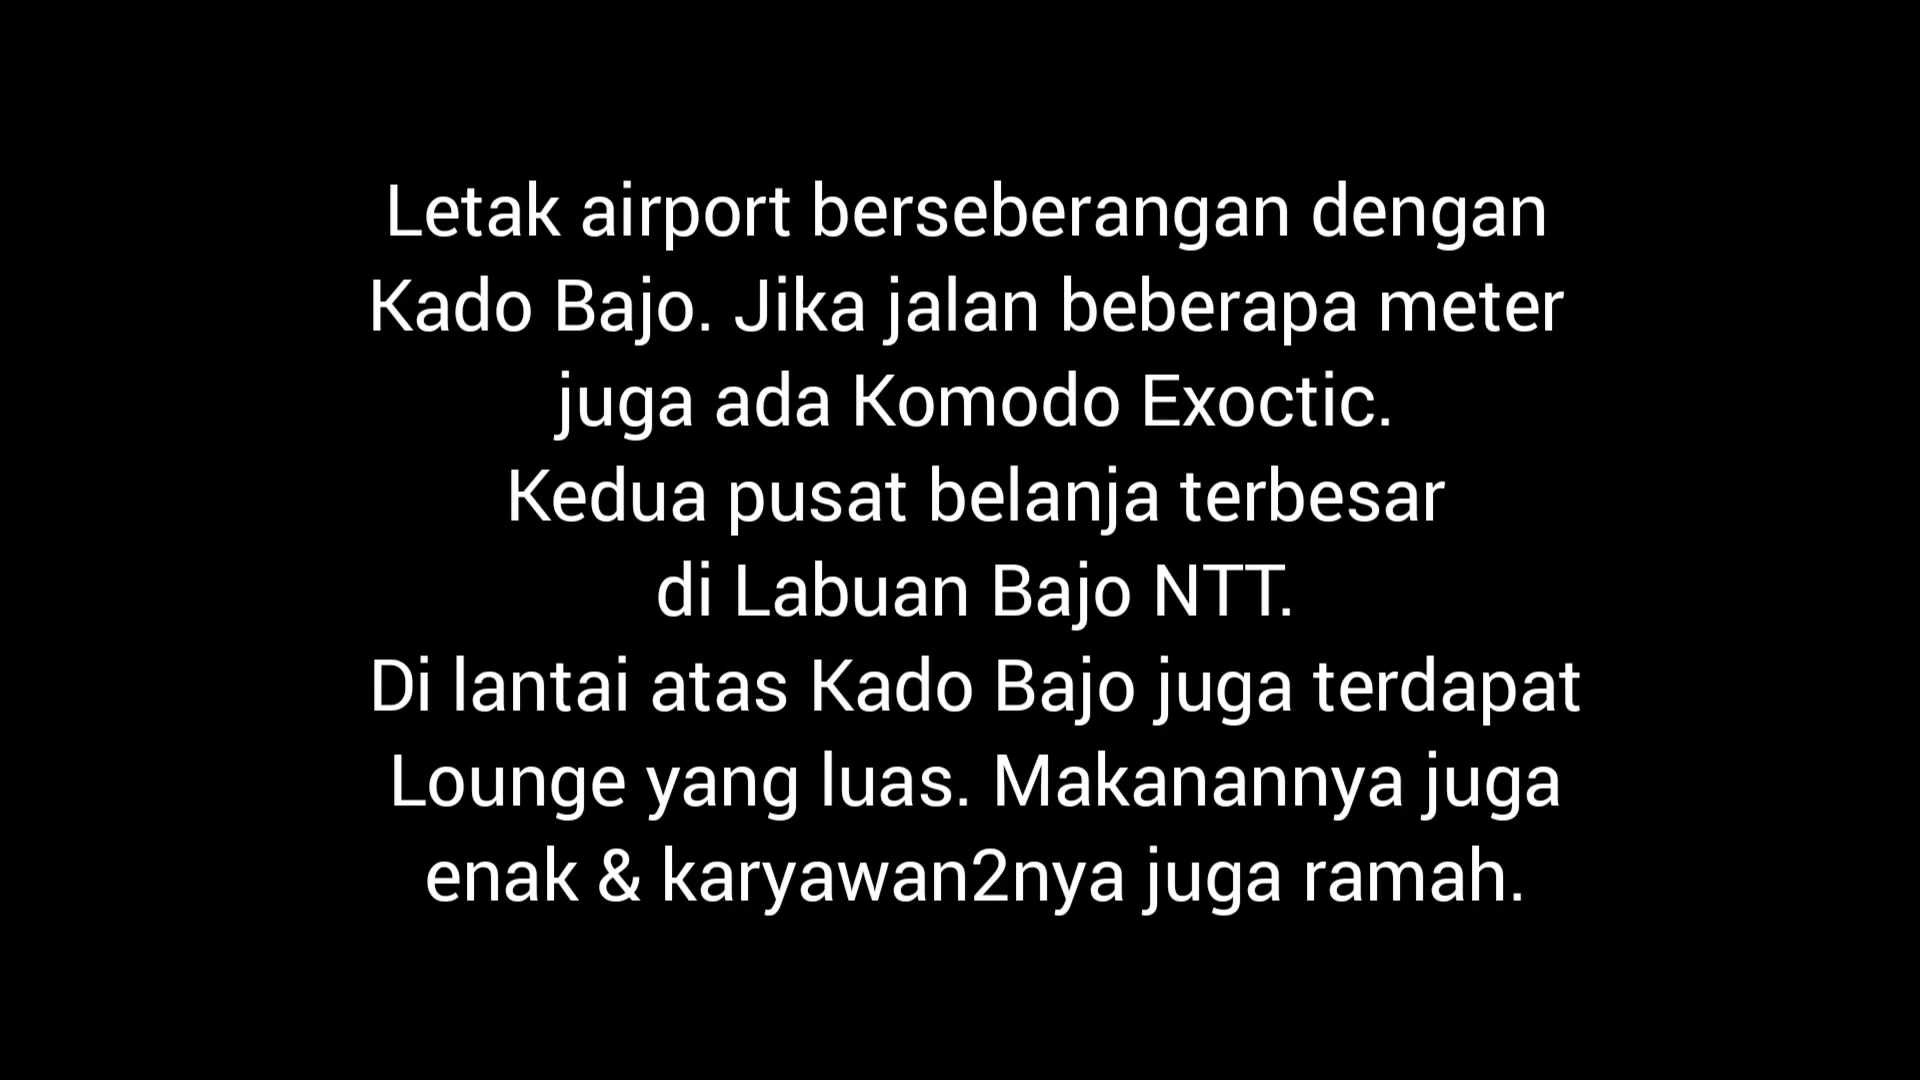 Letak airport berseberangan dengan
Kado Bajo. Jika jalan beberapa meter
juga ada Komodo Exoctic.
Kedua pusat belanja terbesar
di Labuan Bajo NTT.
Di lantai atas Kado Bajo juga terdapat
Lounge yang luas. Makanannya juga
enak & karyawan2nya juga ramah.